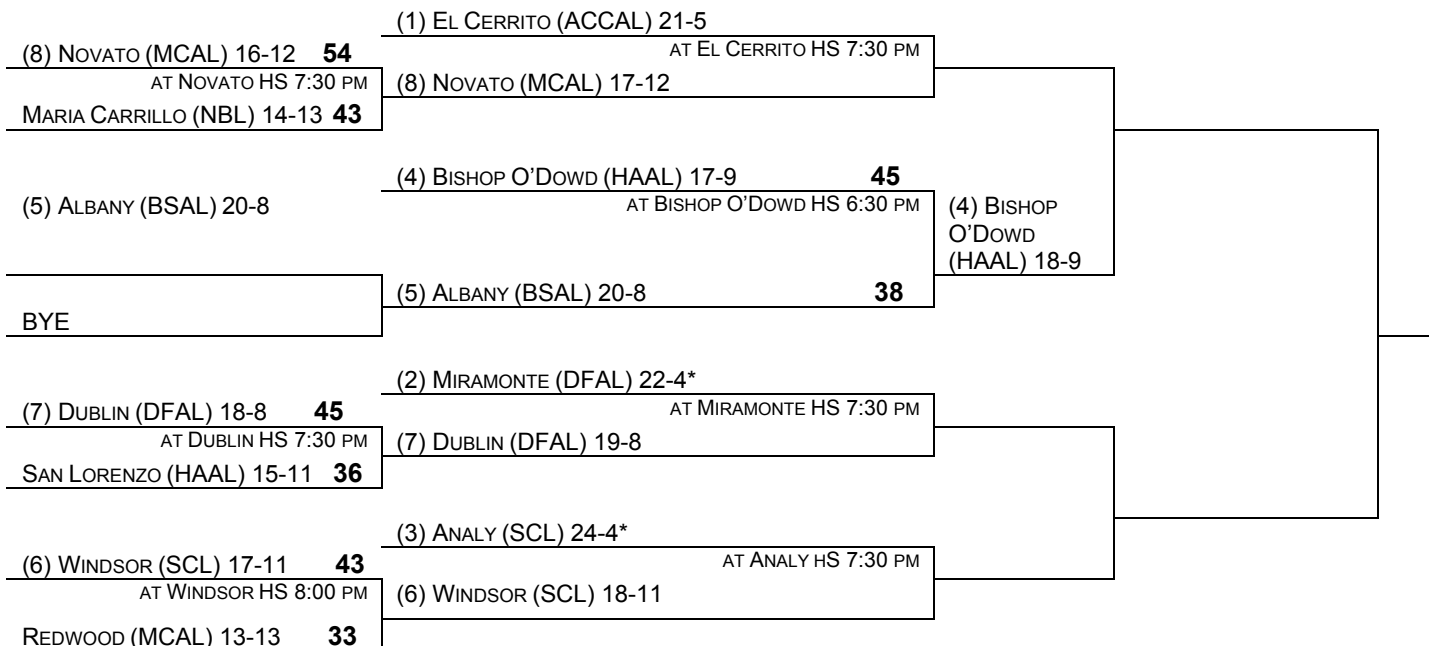 (1) El Cerrito (ACCAL) 21-5
(8) Novato (MCAL) 16-12 54
at El Cerrito HS 7:30 pm
at Novato HS 7:30 pm
(8) Novato (MCAL) 17-12
Maria Carrillo (NBL) 14-13 43
(4) Bishop O'Dowd (HAAL) 17-9 45
(5) Albany (BSAL) 20-8
at Bishop O'Dowd HS 6:30 pm
(4) Bishop
O'Dowd
(HAAL) 18-9
(5) Albany (BSAL) 20-8 38
BYE
(2) Miramonte (DFAL) 22-4*
(7) Dublin (DFAL) 18-8 45
at Miramonte HS 7:30 pm
at Dublin HS 7:30 pm
(7) Dublin (DFAL) 19-8
San Lorenzo (HAAL) 15-11 36
(3) Analy (SCL) 24-4*
(6) Windsor (SCL) 17-11 43
at Analy hS 7:30 pm
at Windsor HS 8:00 pm
(6) Windsor (SCL) 18-11
Redwood (MCAL) 13-13 33